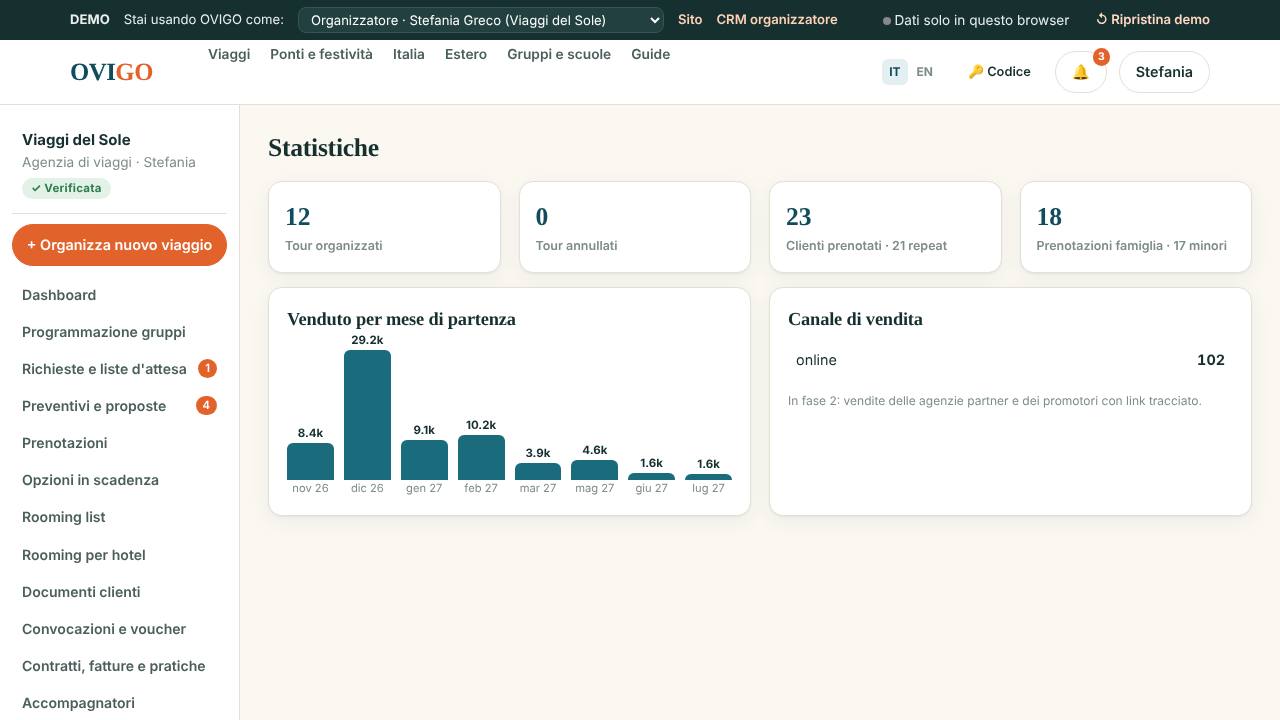 DEMO Stai usando OVIGO come: Organizzatore · Stefania Greco (Viaggi del Sole) Sito CRM organizzatore Dati solo in questo browser ↺ Ripristina demo
OVIGO Viaggi Ponti e festività Italia Estero Gruppi e scuole Guide IT EN 🔑 Codice 🔔 3 Stefania
Viaggi del Sole
Agenzia di viaggi · Stefania
✓ Verificata
+ Organizza nuovo viaggio
Dashboard
Programmazione gruppi
Richieste e liste d'attesa 1
Preventivi e proposte 4
Prenotazioni
Opzioni in scadenza
Rooming list
Rooming per hotel
Documenti clienti
Convocazioni e voucher
Contratti, fatture e pratiche
Accompagnatori
Statistiche
12
Tour organizzati
0
Tour annullati
23
Clienti prenotati · 21 repeat
18
Prenotazioni famiglia · 17 minori
Venduto per mese di partenza
8.4k 29.2k 9.1k 10.2k 3.9k 4.6k 1.6k 1.6k
nov 26 dic 26 gen 27 feb 27 mar 27 mag 27 giu 27 lug 27
Canale di vendita
online 102
In fase 2: vendite delle agenzie partner e dei promotori con link tracciato.